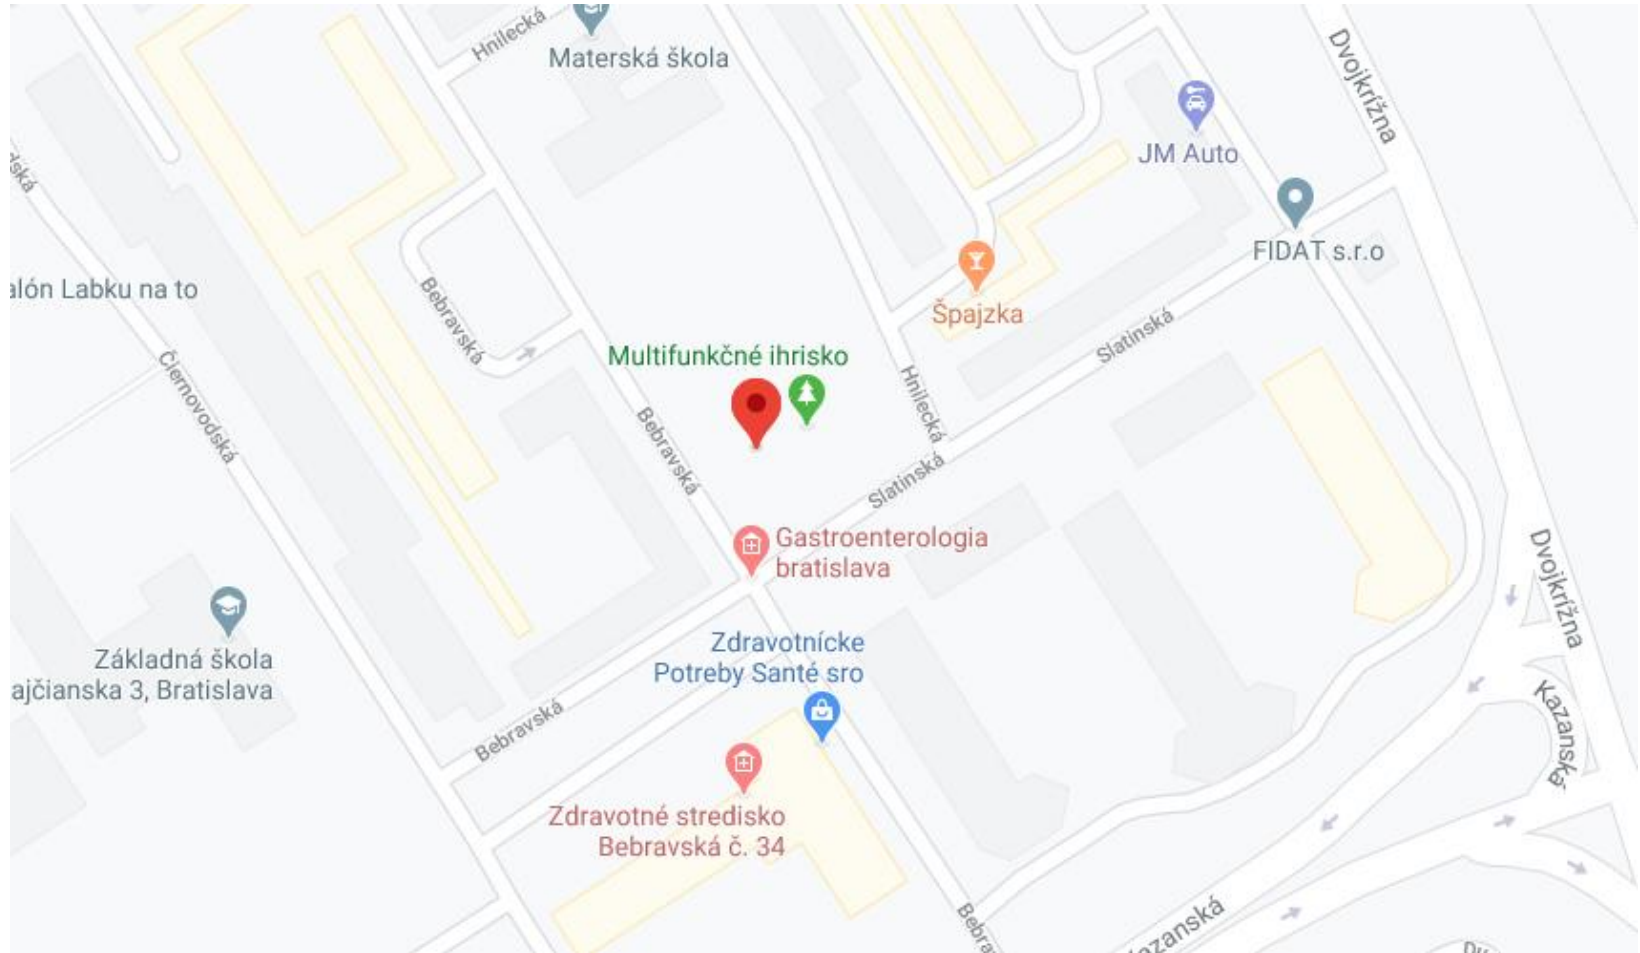 Hnilecká
Materská škola
Dvojkrížna
JM Auto
FIDAT s.r.o
alón Labku na to
Bebravská
Špajzka
Slatinská
Multifunkčné ihrisko
Čiernovodská
Hnilecká
Bebravská
Slatinská
Gastroenterologia
bratislava
Dvojkrížna
Základná škola
ajčianska 3, Bratislava
Zdravotnícke
Potreby Santé sro
Bebravská
Kazanská
Zdravotné stredisko
Bebravská č. 34
Bebra
azanská